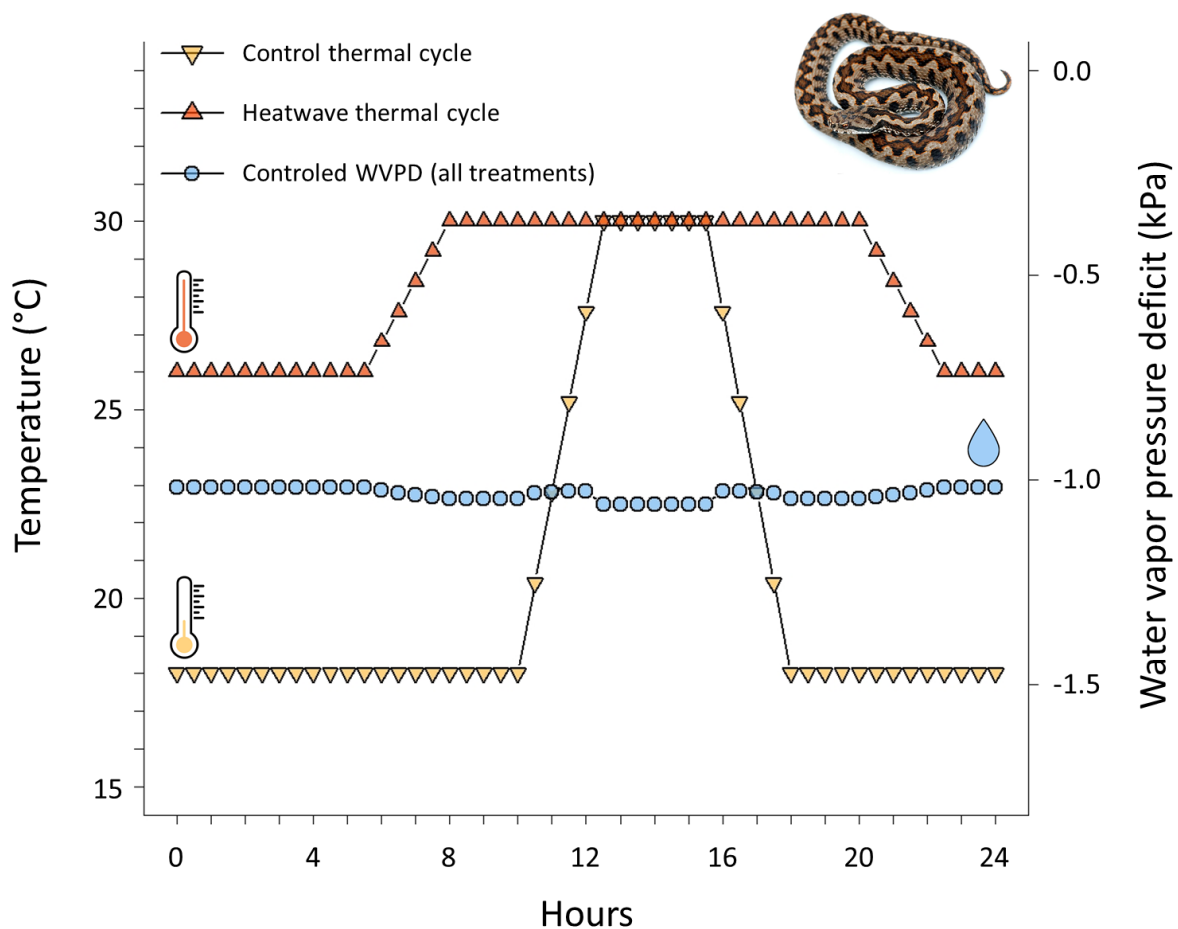 Control thermal cycle
Heatwave thermal cycle
Controled WVPD (all treatments)
Temperature (°C)
30
25
20
15
0.0
-0.5
-1.0
-1.5
Water vapor pressure deficit (kPa)
0 4 8 12 16 20 24
Hours